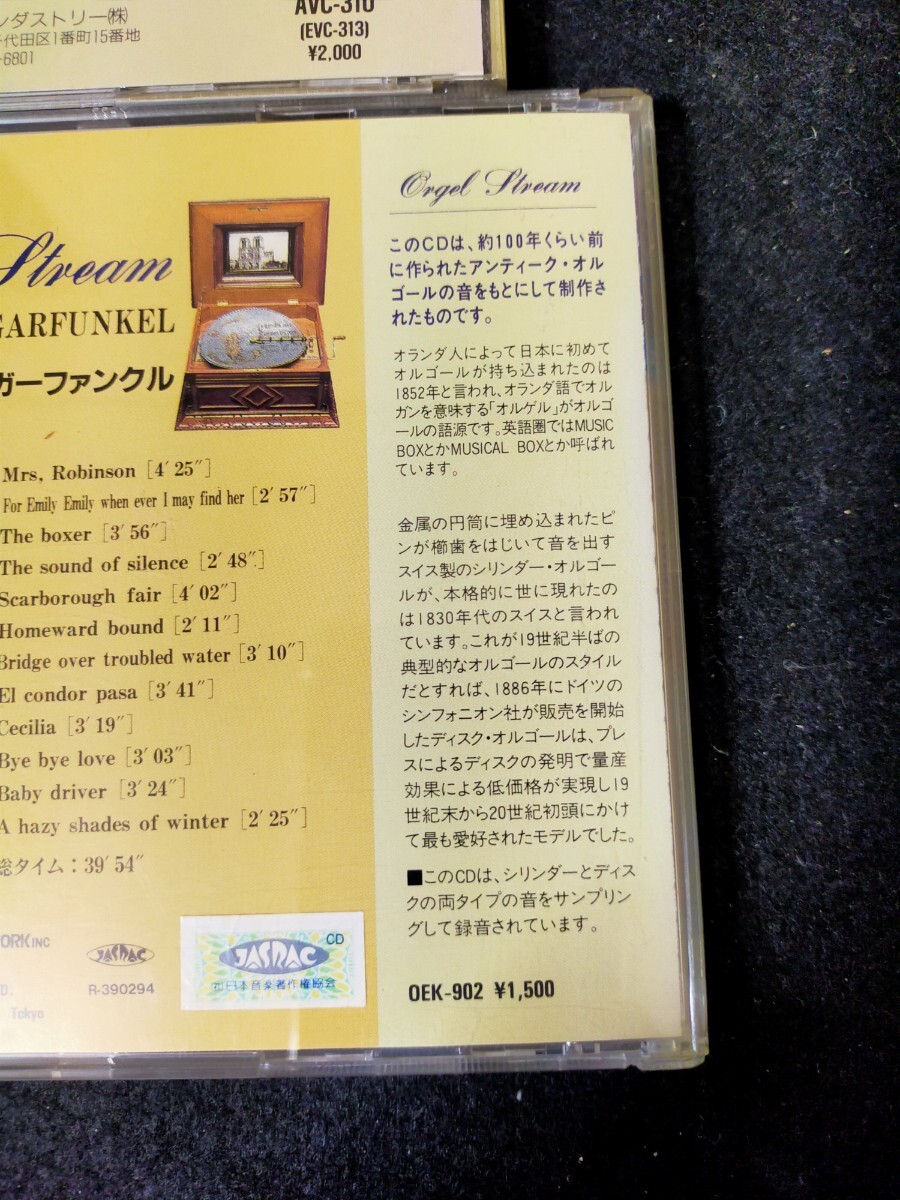 ンダストリー(株)
代田区1番町15番地
-6801
AVC-310
(EVC-313)
¥2,000
Stream
GARFUNKEL
ガーファンクル
Mrs, Robinson [4′25″]
For Emily Emily when ever I may find her [2′57″]
The boxer [3′56″]
The sound of silence [2′48″]
Scarborough fair [4′02″]
Homeward bound [2′11″]
Bridge over troubled water [3′10″]
El condor pasa [3′41″]
Cecilia [3′19″]
Bye bye love [3′03″]
Baby driver [3′24″]
A hazy shades of winter [2′25″]
総タイム：39′54″
ORK INC
JASRAC
D.
R-390294
Tokyo
CD
JASRAC
日本音楽著作権協会
Orgel Stream
このCDは、約100年くらい前
に作られたアンティーク・オル
ゴールの音をもとにして制作さ
れたものです。
オランダ人によって日本に初めて
オルゴールが持ち込まれたのは
1852年と言われ、オランダ語でオル
ガンを意味する｢オルゲル｣がオルゴ
ールの語源です。英語圏ではMUSIC
BOXとかMUSICAL BOXとか呼ばれ
ています。
金属の円筒に埋め込まれたピ
ンが櫛歯をはじいて音を出す
スイス製のシリンダー・オルゴー
ルが、本格的に世に現れたの
は1830年代のスイスと言われ
ています。これが19世紀半ばの
典型的なオルゴールのスタイル
だとすれば、1886年にドイツの
シンフォニオン社が販売を開始
したディスク・オルゴールは、プレ
スによるディスクの発明で量産
効果による低価格が実現し19
世紀末から20世紀初頭にかけ
て最も愛好されたモデルでした。
■このCDは、シリンダーとディス
クの両タイプの音をサンプリン
グして録音されています。
OEK-902 ¥1,500